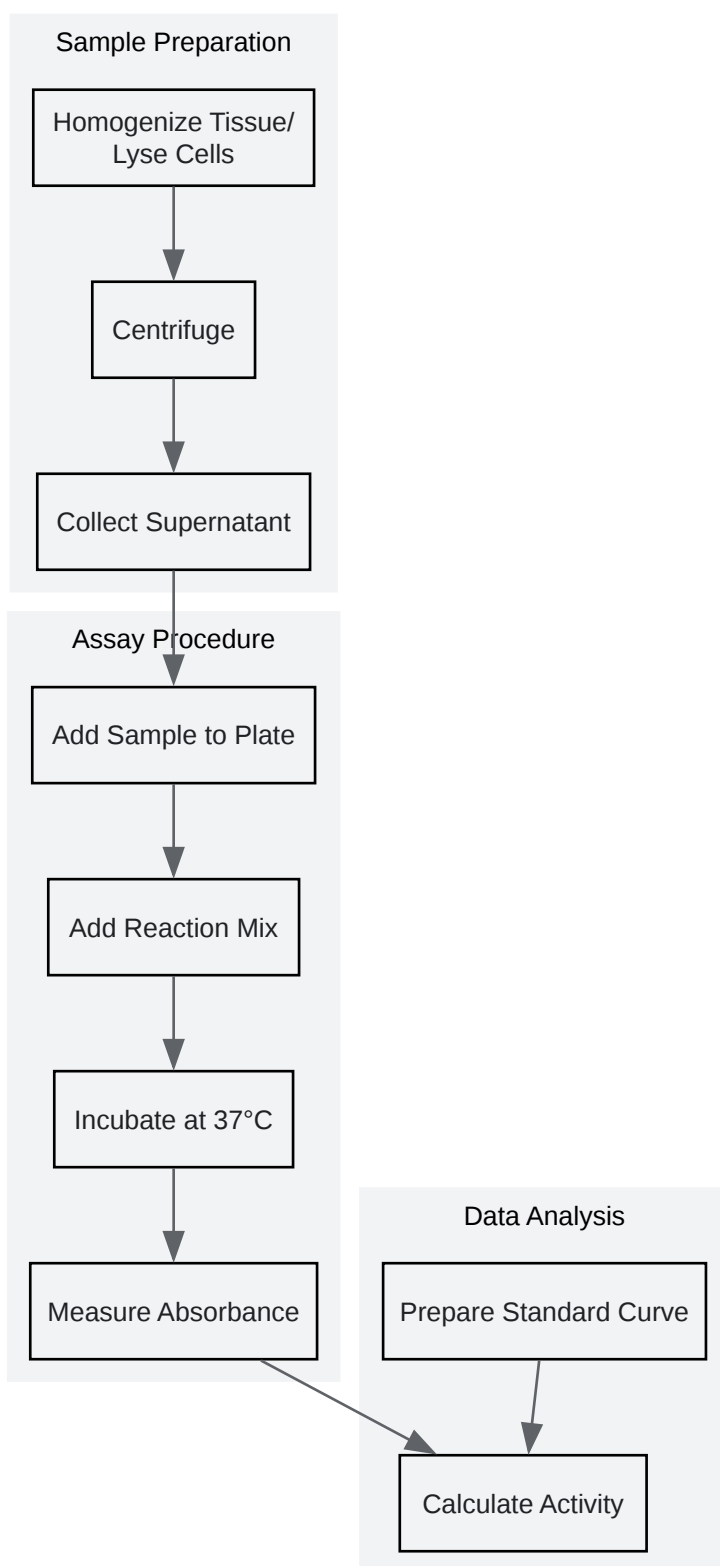 Sample Preparation
Homogenize Tissue/
Lyse Cells
Centrifuge
Collect Supernatant
Assay Procedure
Add Sample to Plate
Add Reaction Mix
Incubate at 37°C
Measure Absorbance
Data Analysis
Prepare Standard Curve
Calculate Activity